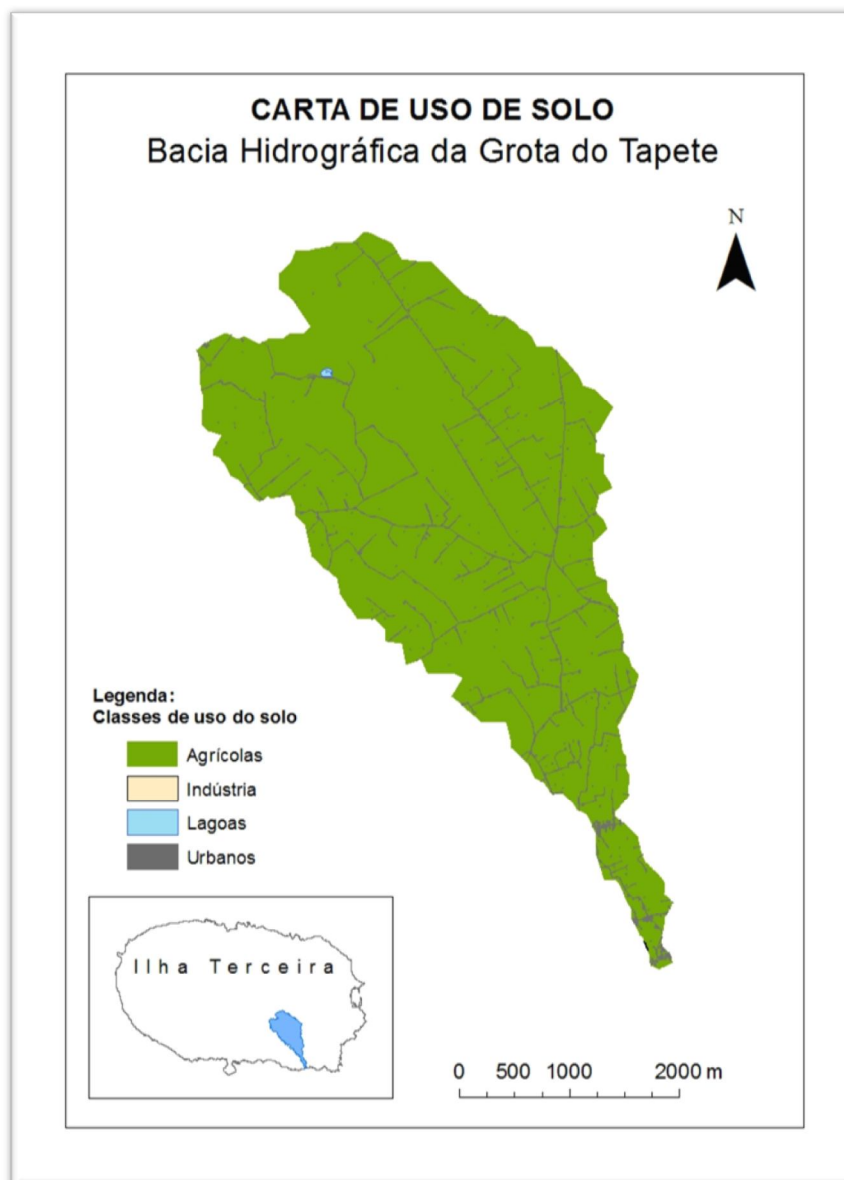 CARTA DE USO DE SOLO
Bacia Hidrográfica da Grota do Tapete
N
Legenda:
Classes de uso do solo
Agrícolas
Indústria
Lagoas
Urbanos
Ilha Terceira
0 500 1000 2000 m